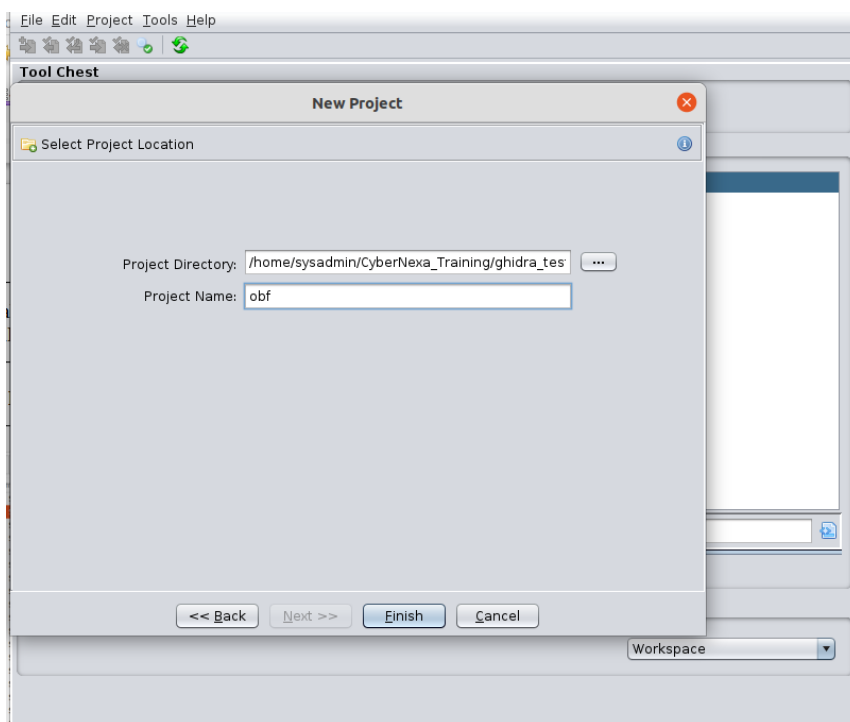 File Edit Project Tools Help
Tool Chest
New Project
Select Project Location
Project Directory: /home/sysadmin/CyberNexa_Training/ghidra_tes
...
Project Name: obf
<< Back Next >> Finish Cancel
Workspace